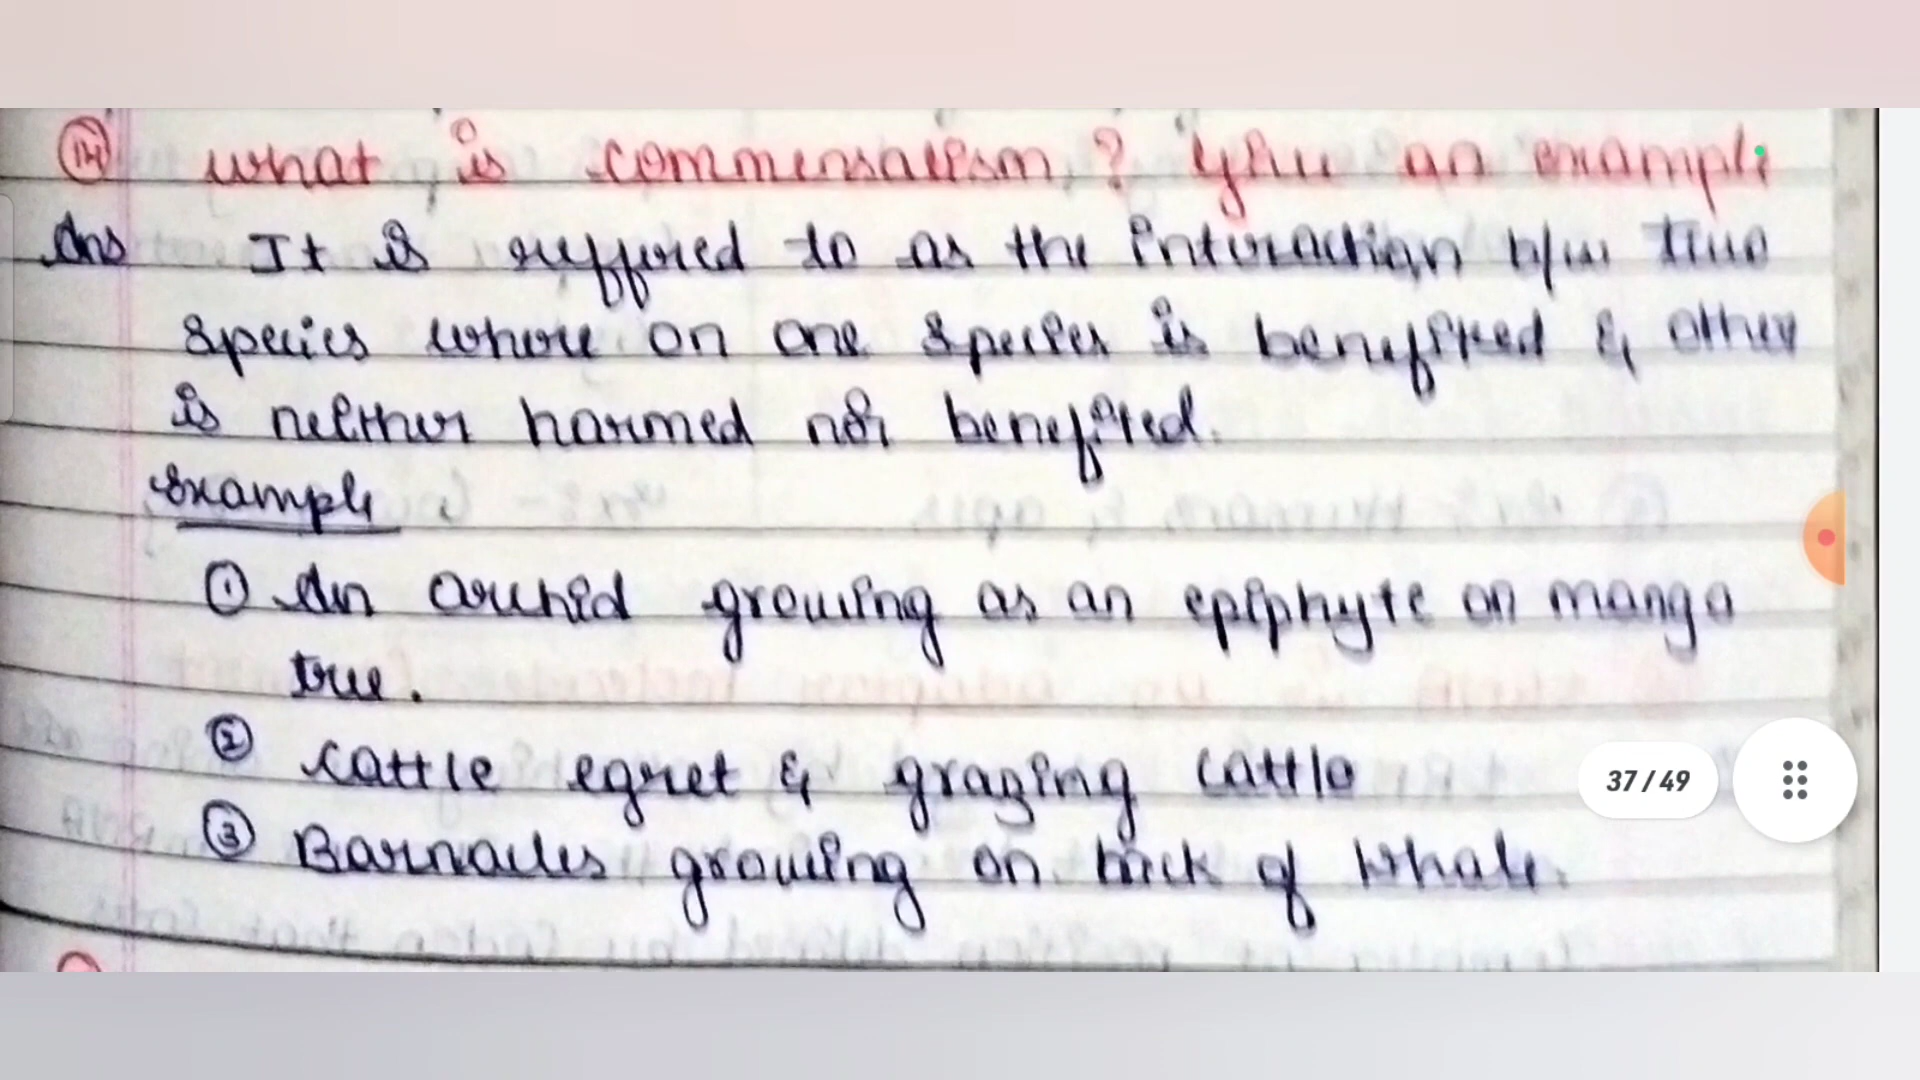 (14) What is commensalism? Give an example
Ans It is reffered to as the interaction b/w two
species where on one species is benefited & other
is neither harmed nor benefited.
Example
① An orchid growing as an epiphyte on mango
tree.
② cattle egret & grazing cattle
③ Barnacles growing on back of whale.
37/49